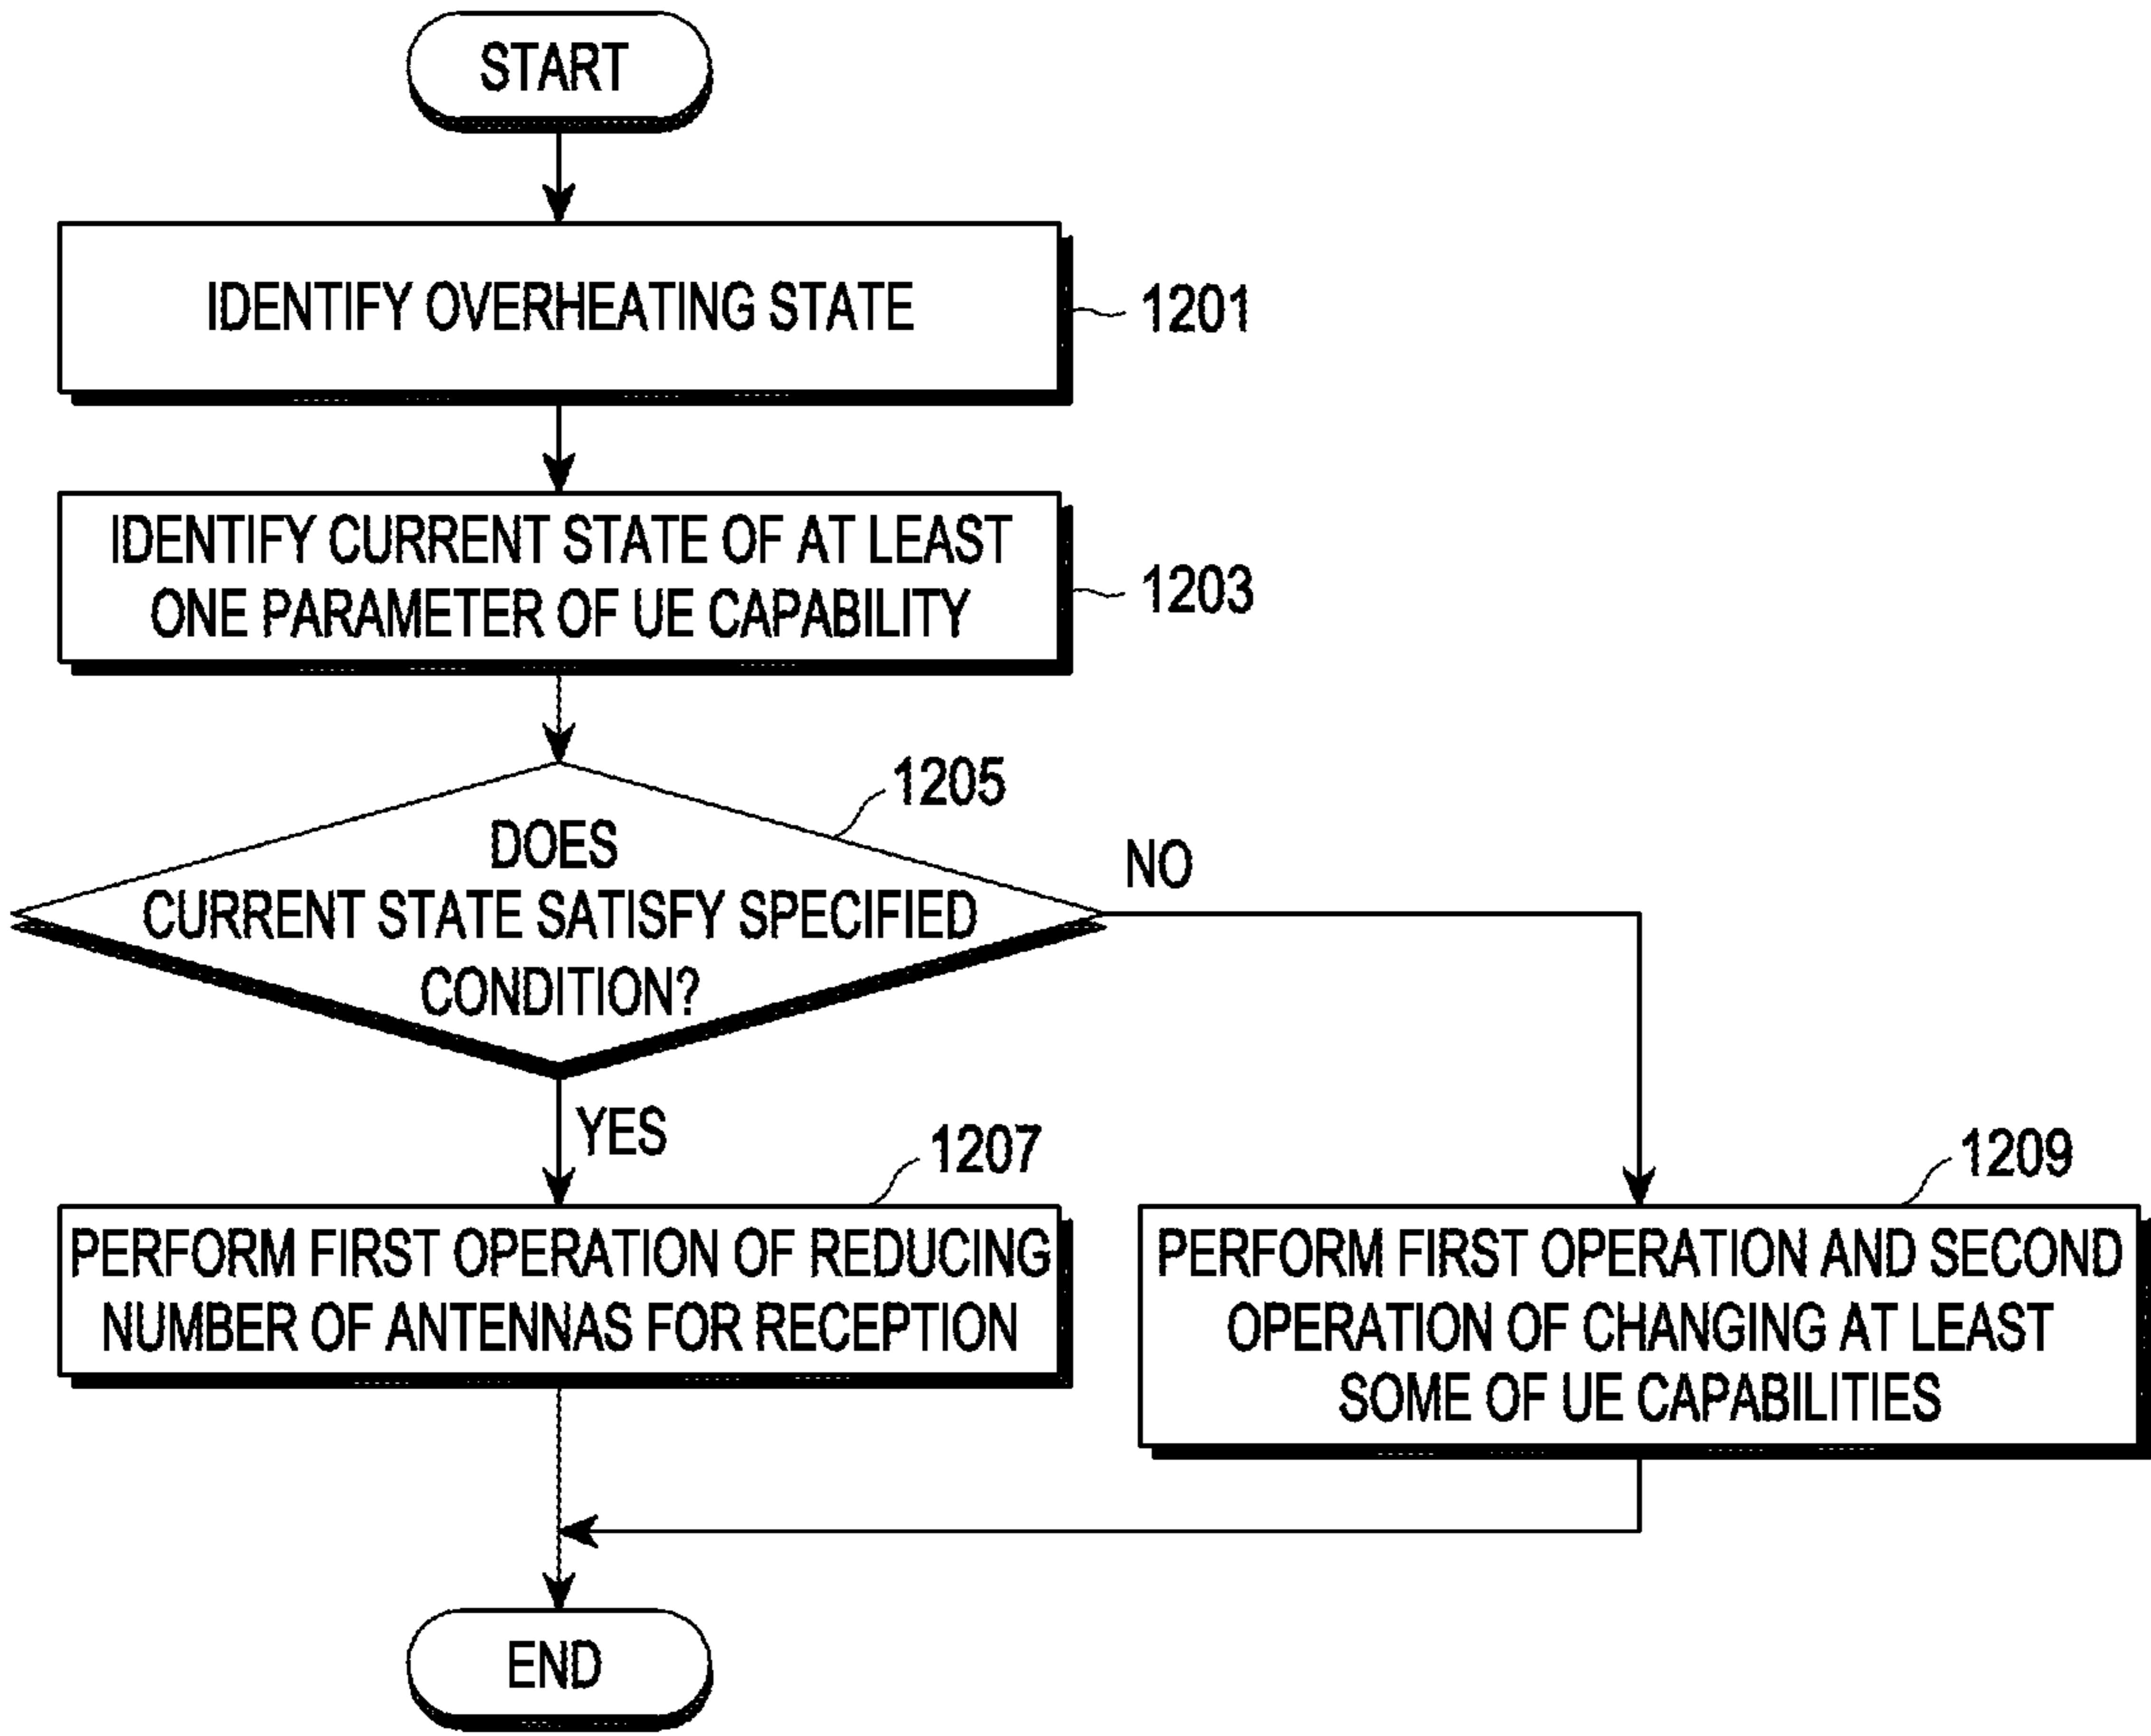 START
IDENTIFY OVERHEATING STATE
1201
IDENTIFY CURRENT STATE OF AT LEAST
ONE PARAMETER OF UE CAPABILITY
1203
1205
DOES
CURRENT STATE SATISFY SPECIFIED
CONDITION?
NO
YES
1207
PERFORM FIRST OPERATION OF REDUCING
NUMBER OF ANTENNAS FOR RECEPTION
1209
PERFORM FIRST OPERATION AND SECOND
OPERATION OF CHANGING AT LEAST
SOME OF UE CAPABILITIES
END